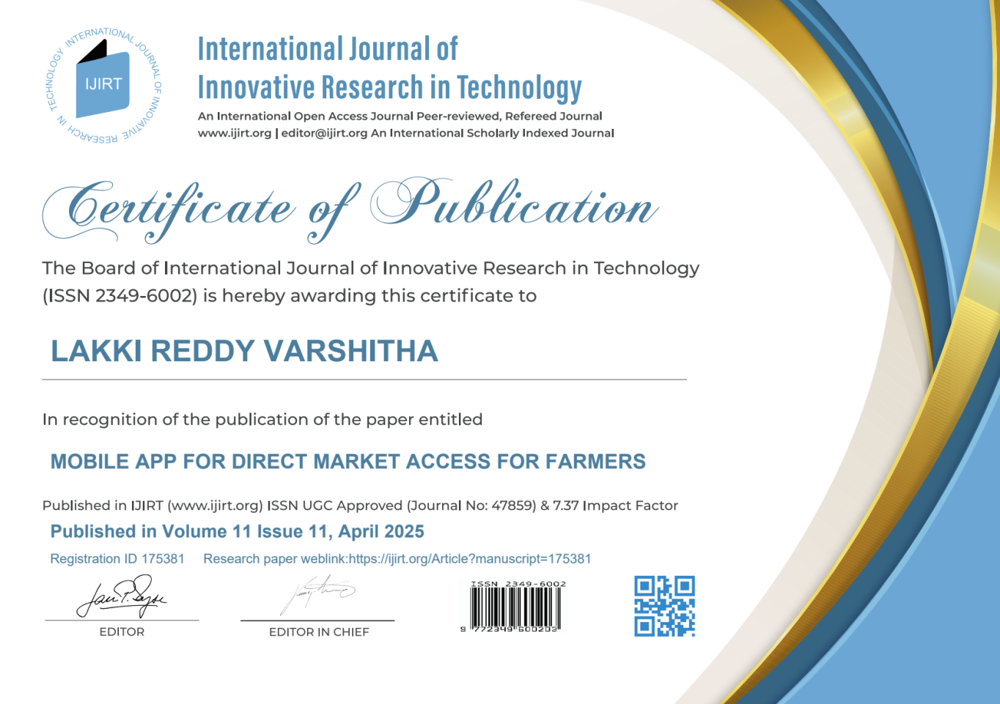 INTERNATIONAL JOURNAL OF INNOVATIVE RESEARCH IN TECHNOLOGY
IJIRT
International Journal of
Innovative Research in Technology
An International Open Access Journal Peer-reviewed, Refereed Journal
www.ijirt.org | editor@ijirt.org An International Scholarly Indexed Journal
Certificate of Publication
The Board of International Journal of Innovative Research in Technology
(ISSN 2349-6002) is hereby awarding this certificate to
LAKKI REDDY VARSHITHA
In recognition of the publication of the paper entitled
MOBILE APP FOR DIRECT MARKET ACCESS FOR FARMERS
Published in IJIRT (www.ijirt.org) ISSN UGC Approved (Journal No: 47859) & 7.37 Impact Factor
Published in Volume 11 Issue 11, April 2025
Registration ID 175381 Research paper weblink:https://ijirt.org/Article?manuscript=175381
ISSN 2349-6002
9 772349 600203
EDITOR
EDITOR IN CHIEF